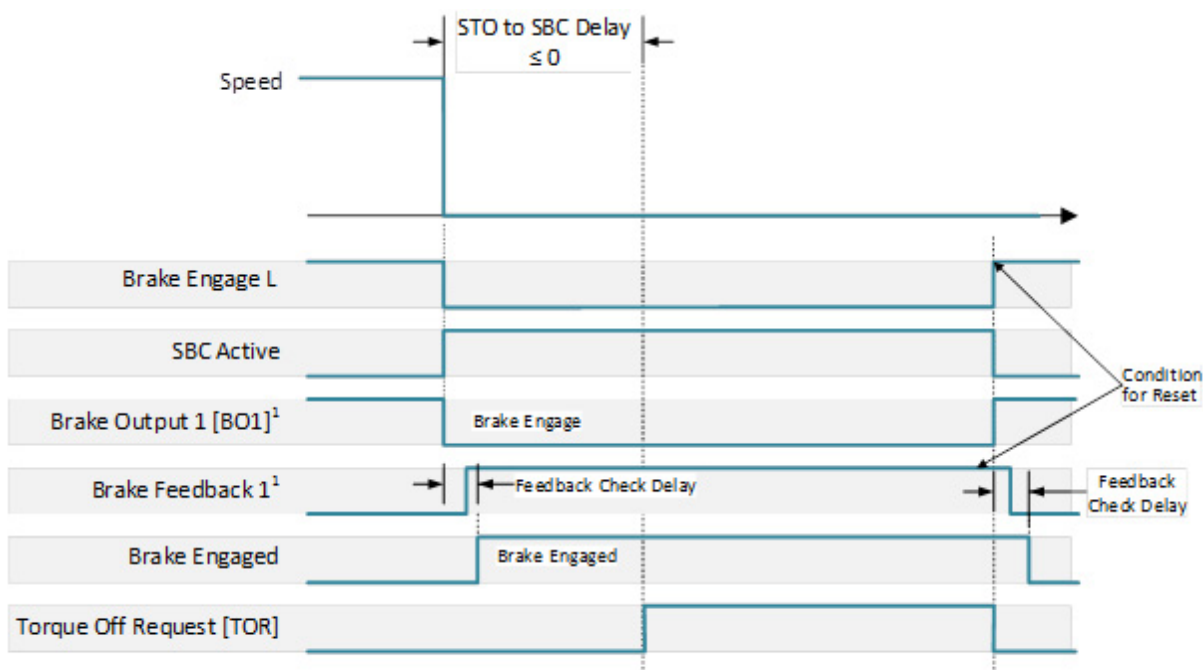 STO to SBC Delay
≤ 0
Speed
Brake Engage L
SBC Active
Condition
for Reset
Brake Output 1 [BO1]¹
Brake Engage
Brake Feedback 1¹
Feedback Check Delay
Feedback
Check Delay
Brake Engaged
Brake Engaged
Torque Off Request [TOR]